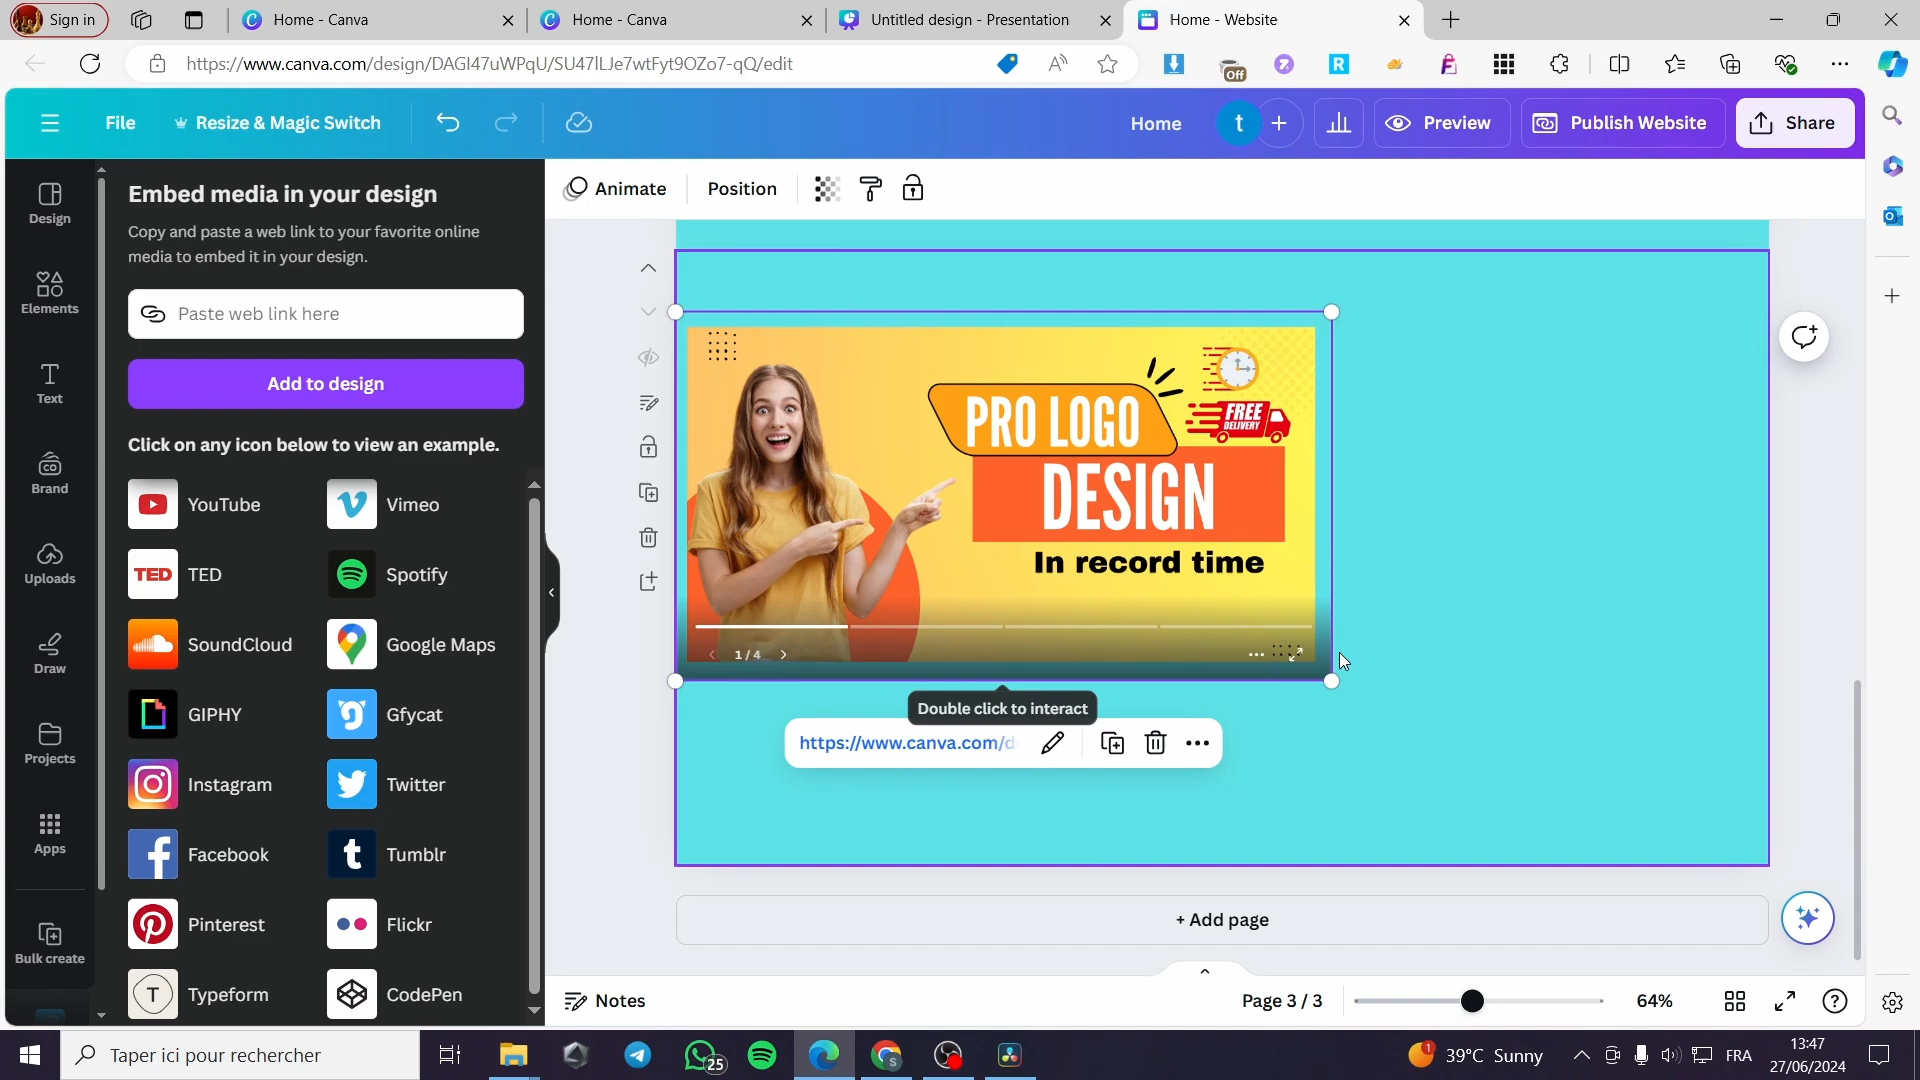 Sign in
Home - Canva
Home - Canva
Untitled design - Presentation
Home - Website
https://www.canva.com/design/DAGI47uWPqU/SU47lLJe7wtFyt9OZo7-qQ/edit
Off
File
Resize & Magic Switch
Home
t
Preview
Publish Website
Share
Design
Elements
Text
Brand
Uploads
Draw
Projects
Apps
Bulk create
Embed media in your design
Copy and paste a web link to your favorite online
media to embed it in your design.
Paste web link here
Add to design
Click on any icon below to view an example.
YouTube
Vimeo
TED
TED
Spotify
SoundCloud
Google Maps
GIPHY
Gfycat
Instagram
Twitter
Facebook
Tumblr
Pinterest
Flickr
Typeform
CodePen
Animate
Position
PRO LOGO
FREE
DELIVERY
DESIGN
In record time
1 / 4
Double click to interact
https://www.canva.com/d
+ Add page
Notes
Page 3 / 3
64%
Taper ici pour rechercher
25
39°C Sunny
FRA
13:47
27/06/2024